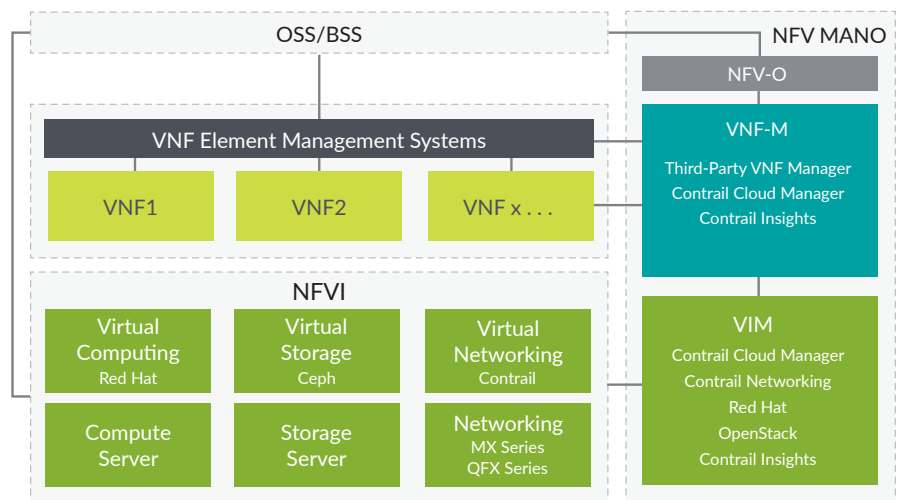 OSS/BSS
NFV MANO
NFV-O
VNF-M
Third-Party VNF Manager
Contrail Cloud Manager
Contrail Insights
VNF Element Management Systems
VNF1
VNF2
VNF x . . .
NFVI
Virtual
Computing
Red Hat
Virtual
Storage
Ceph
Virtual
Networking
Contrail
Compute
Server
Storage
Server
Networking
MX Series
QFX Series
VIM
Contrail Cloud Manager
Contrail Networking
Red Hat
OpenStack
Contrail Insights